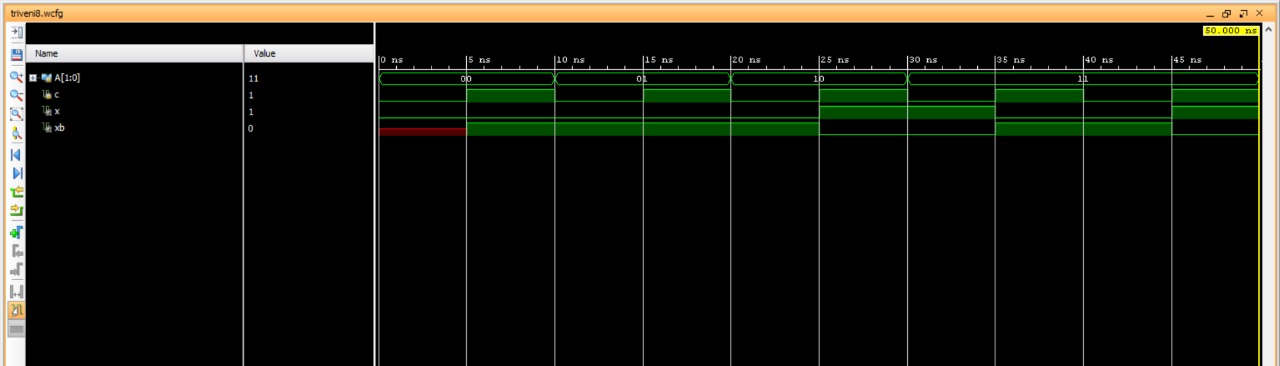 triveni8.wcfg
50.000 ns
Name Value
0 ns 5 ns 10 ns 15 ns 20 ns 25 ns 30 ns 35 ns 40 ns 45 ns
A[1:0] 11 00 01 10 11
c 1
x 1
xb 0